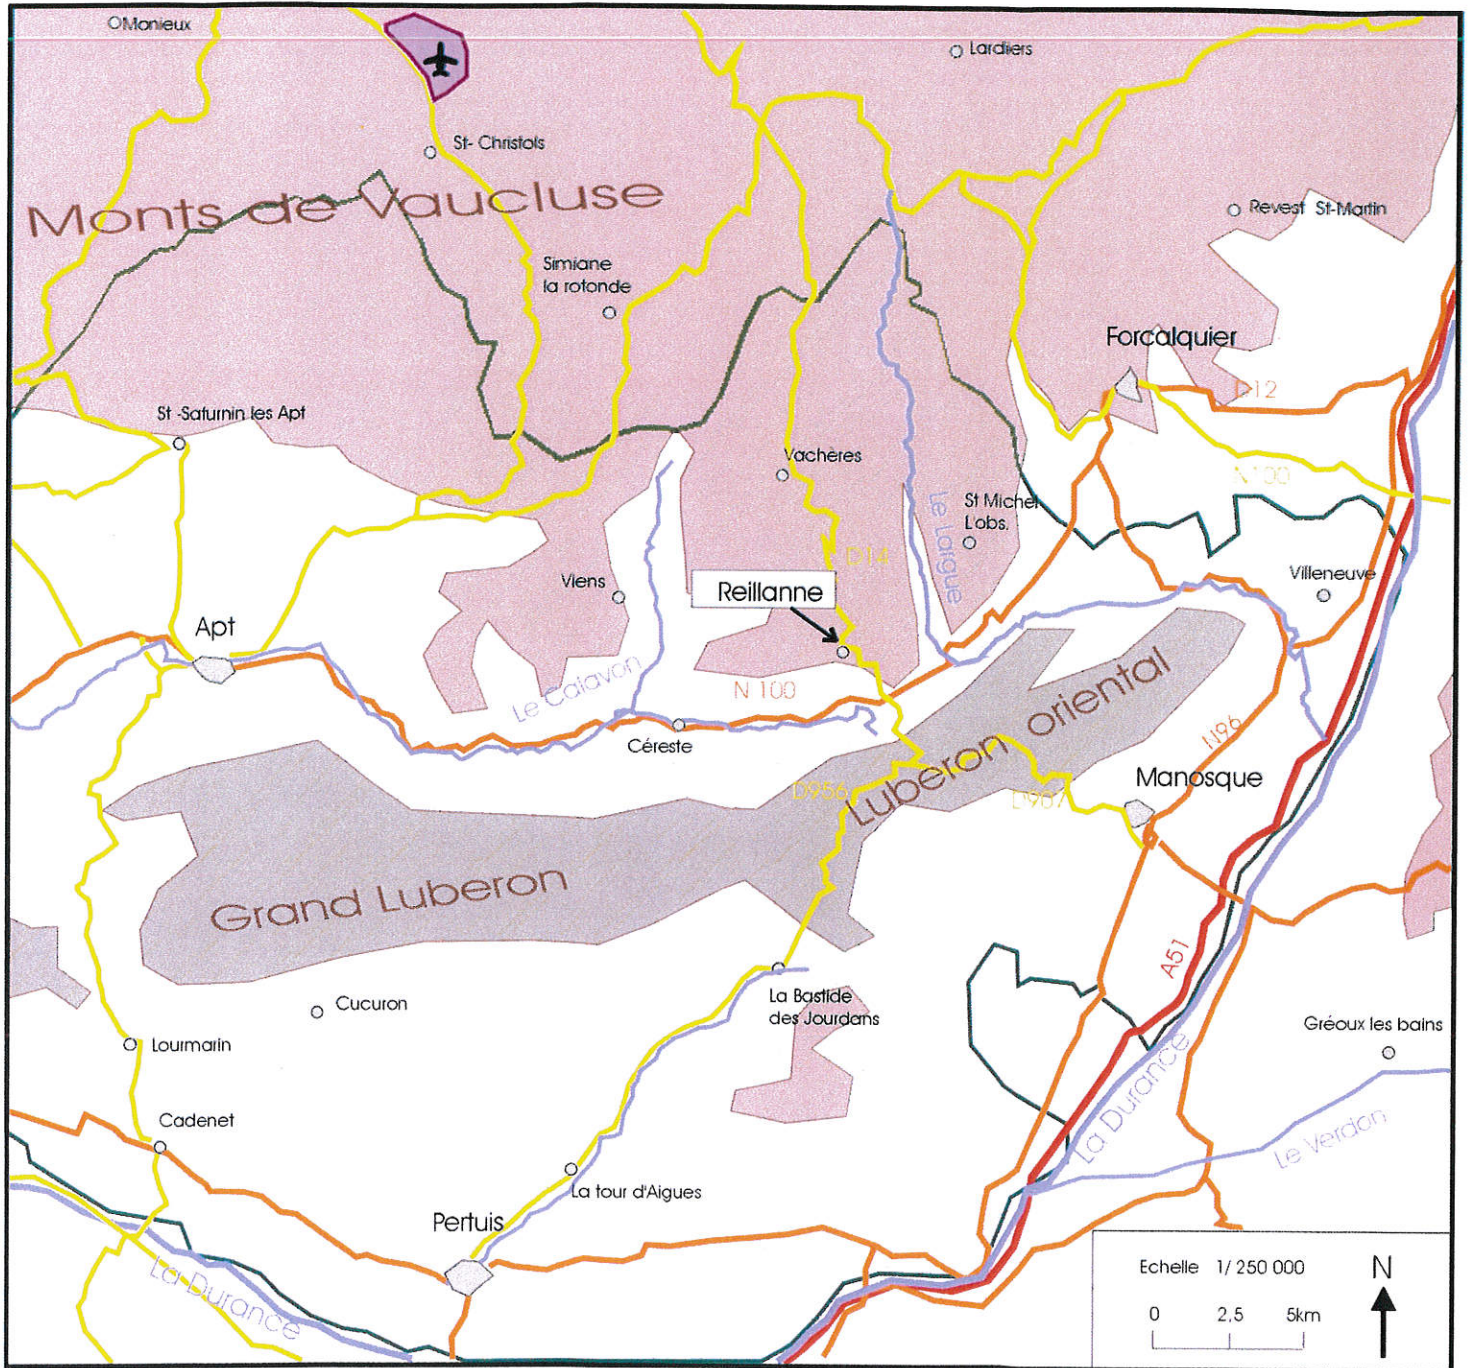 Monieux
Lardiers
St- Christols
Monts de Vaucluse
Revest St-Martin
Simiane
la rotonde
Forcalquier
D12
St -Saturnin les Apt
Vachères
N 100
St Michel
L'obs.
Le Largue
D14
Viens
Reillanne
Villeneuve
Apt
Le Calavon
N 100
Céreste
Luberon oriental
N96
Manosque
D956
D907
Grand Luberon
A51
La Bastide
des Jourdans
Cucuron
Gréoux les bains
Lourmarin
La Durance
Cadenet
Le Verdon
La tour d'Aigues
Pertuis
La Durance
Echelle 1/ 250 000
N
0 2,5 5km